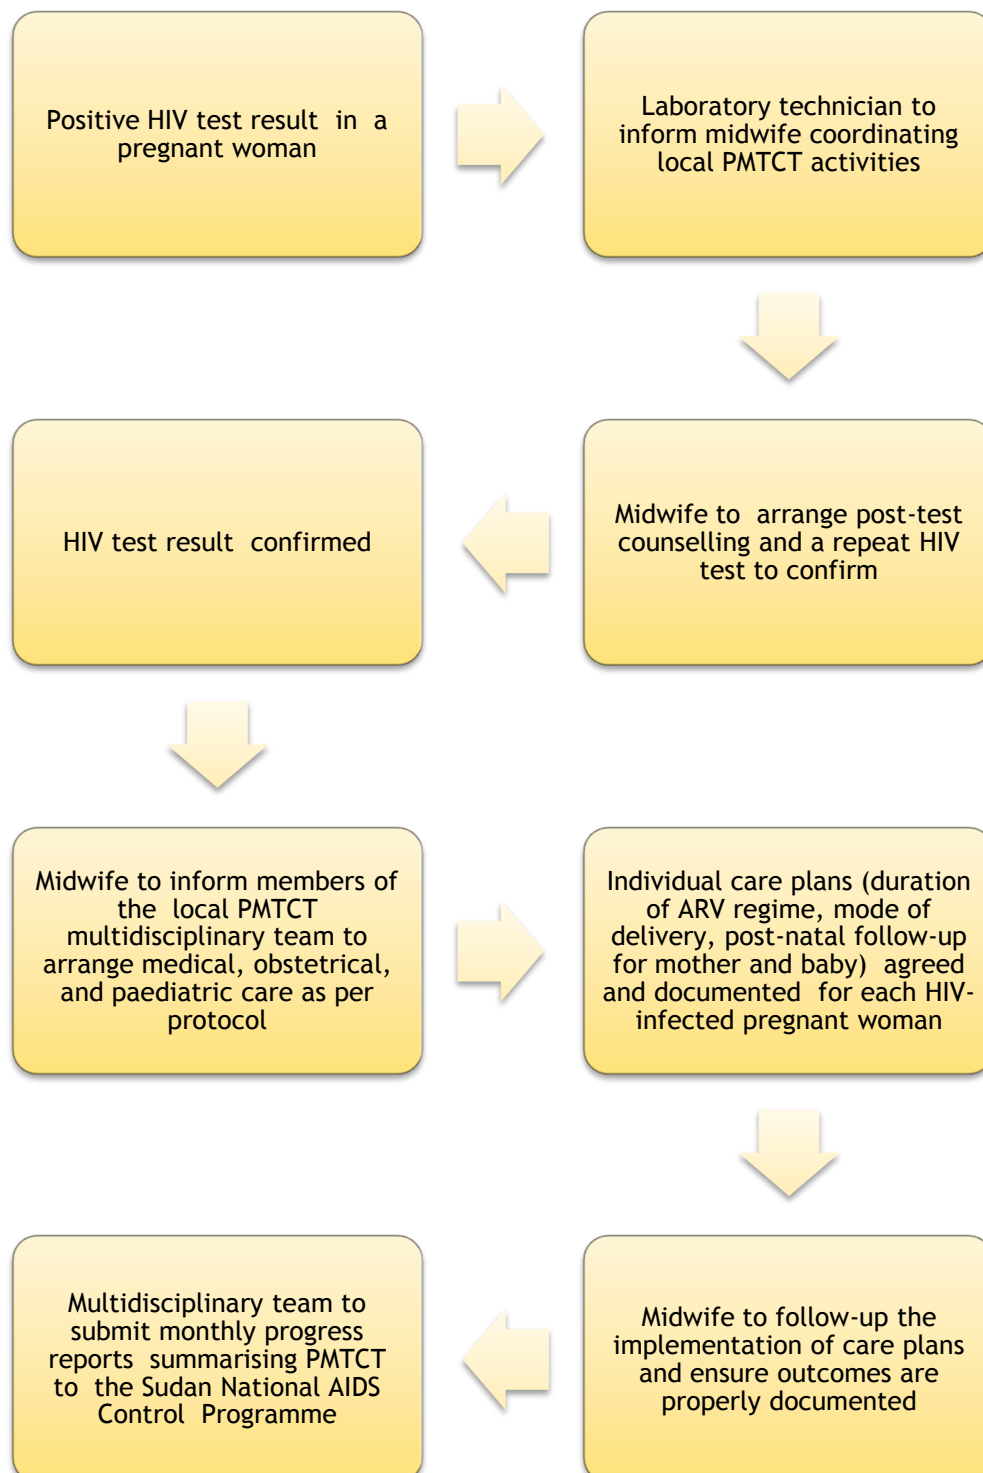 Positive HIV test result in a
pregnant woman
Laboratory technician to
inform midwife coordinating
local PMTCT activities
Midwife to arrange post-test
counselling and a repeat HIV
test to confirm
HIV test result confirmed
Midwife to inform members of
the local PMTCT
multidisciplinary team to
arrange medical, obstetrical,
and paediatric care as per
protocol
Individual care plans (duration
of ARV regime, mode of
delivery, post-natal follow-up
for mother and baby) agreed
and documented for each HIV-
infected pregnant woman
Midwife to follow-up the
implementation of care plans
and ensure outcomes are
properly documented
Multidisciplinary team to
submit monthly progress
reports summarising PMTCT
to the Sudan National AIDS
Control Programme